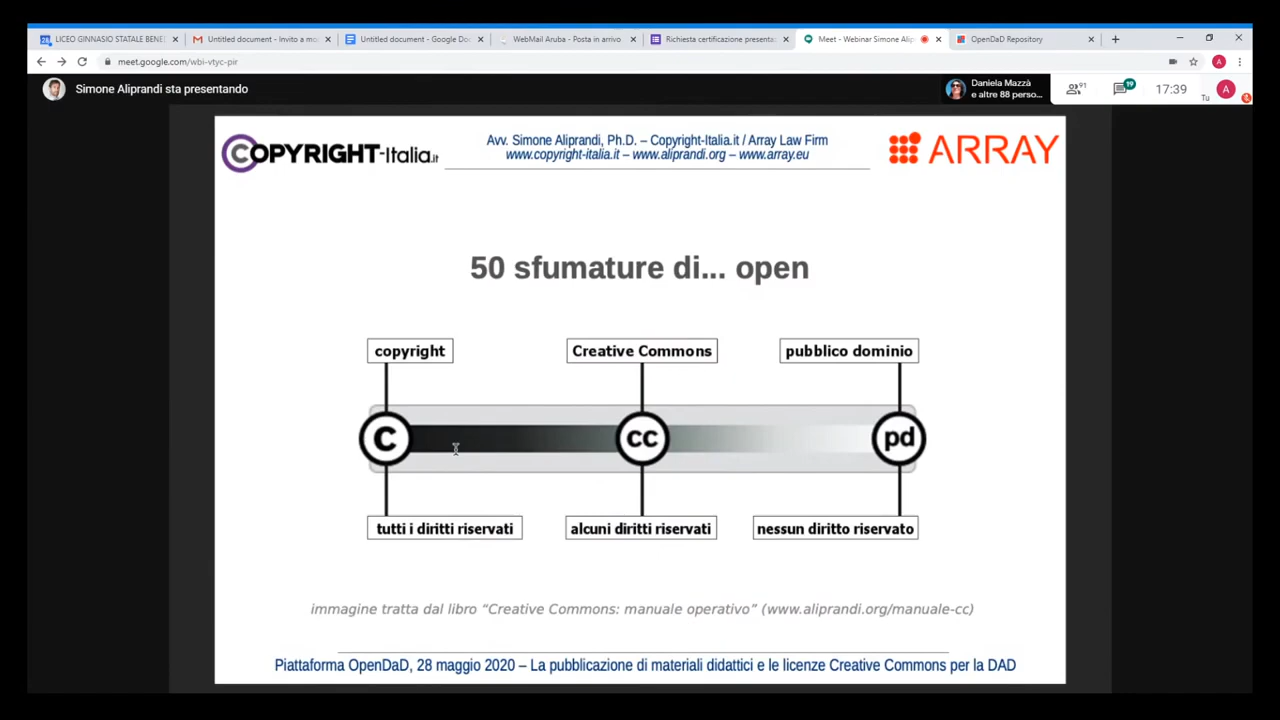 LICEO GINNASIO STATALE BENE
Untitled document - Invito a mo
Untitled document - Google Do
WebMail Aruba - Posta in arrivo
Richiesta certificazione presenta
Meet - Webinar Simone Alip
OpenDaD Repository
meet.google.com/wbi-vtyc-pir
A
Simone Aliprandi sta presentando
Daniela Mazzà
e altre 88 perso...
91
19
17:39
Tu
A
COPYRIGHT-Italia.it
Avv. Simone Aliprandi, Ph.D. – Copyright-Italia.it / Array Law Firm
www.copyright-italia.it – www.aliprandi.org – www.array.eu
ARRAY
50 sfumature di... open
copyright
Creative Commons
pubblico dominio
C
cc
pd
tutti i diritti riservati
alcuni diritti riservati
nessun diritto riservato
immagine tratta dal libro “Creative Commons: manuale operativo” (www.aliprandi.org/manuale-cc)
Piattaforma OpenDaD, 28 maggio 2020 – La pubblicazione di materiali didattici e le licenze Creative Commons per la DAD